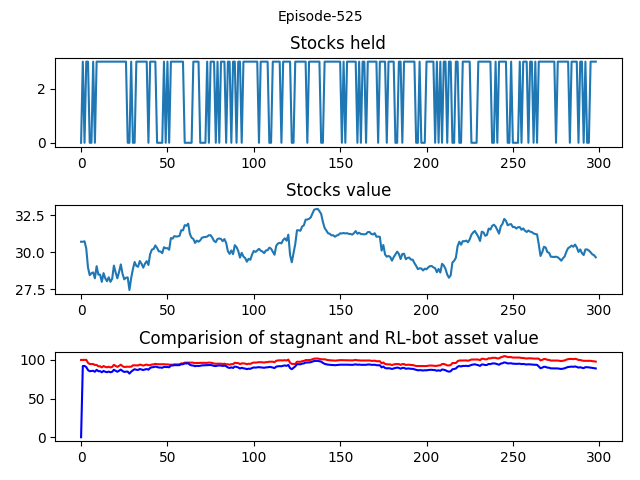 Episode-525
Stocks held
2
0
0 50 100 150 200 250 300
Stocks value
32.5
30.0
27.5
0 50 100 150 200 250 300
Comparision of stagnant and RL-bot asset value
100
50
0
0 50 100 150 200 250 300